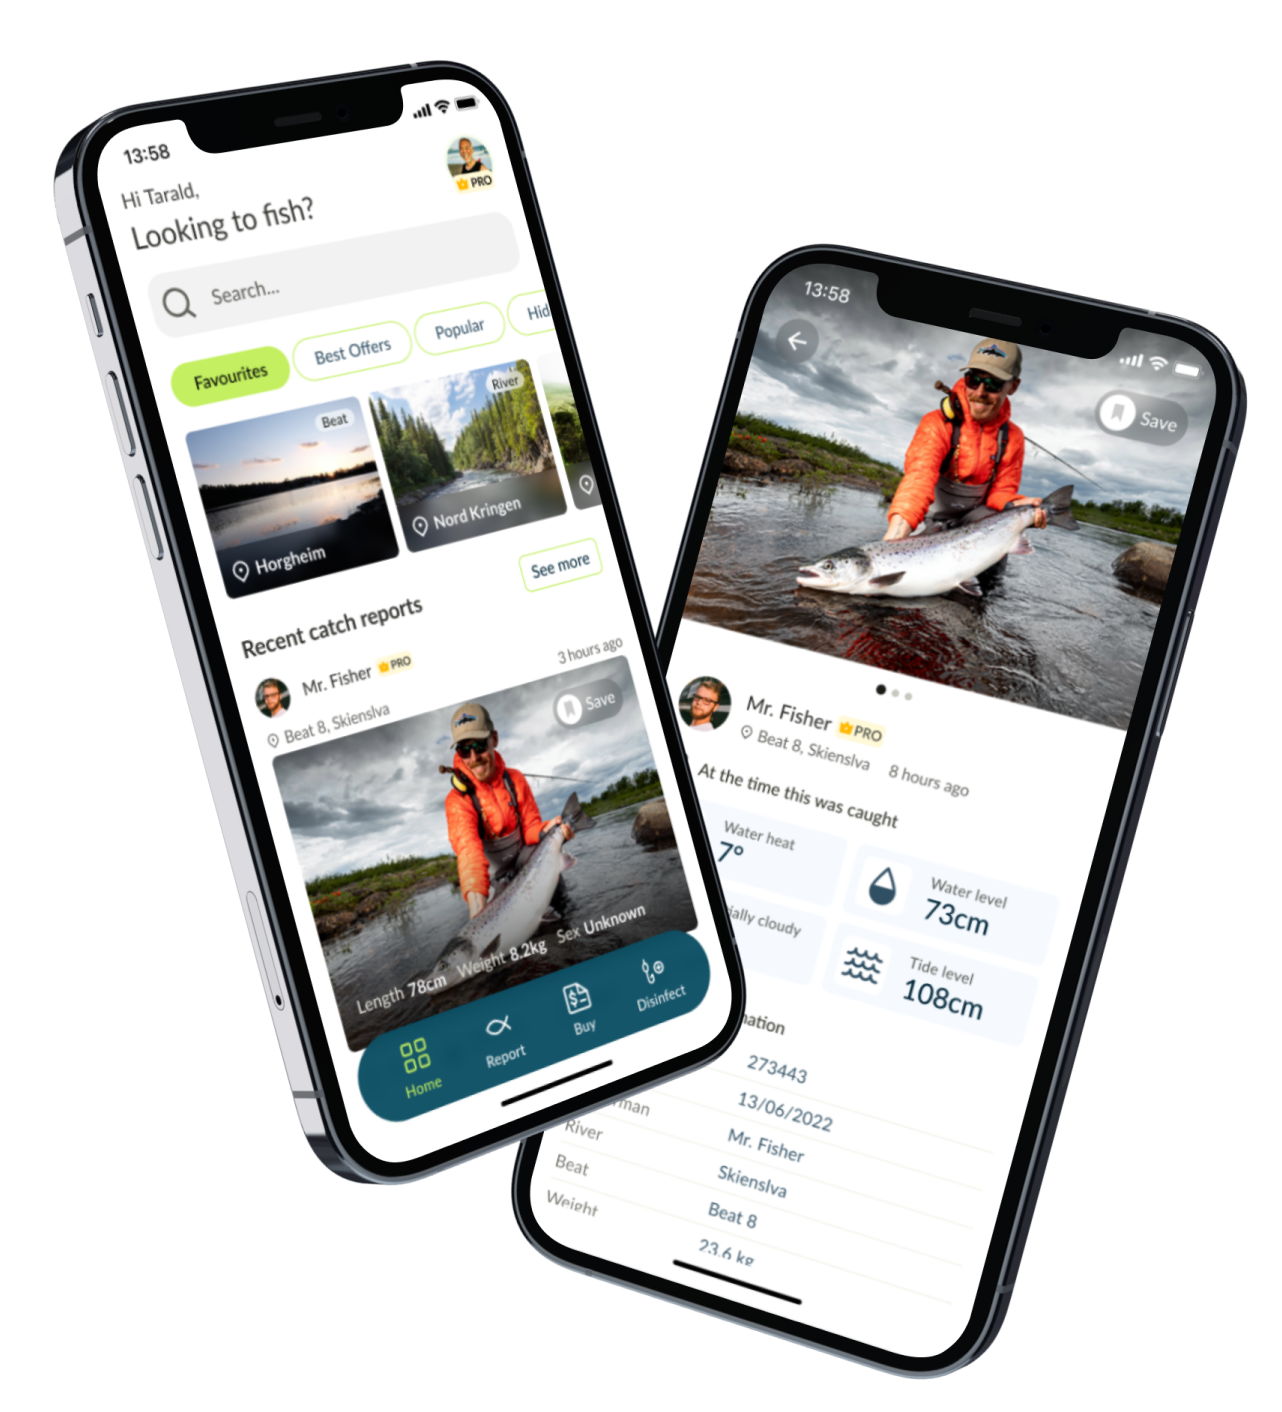 13:58
Hi Tarald,
PRO
Looking to fish?
Search...
Favourites
Best Offers
Popular
Hid
Beat
Horgheim
River
Nord Kringen
See more
Recent catch reports
Mr. Fisher PRO
3 hours ago
Beat 8, Skienslva
Save
Length 78cm Weight 8.2kg Sex Unknown
Home
Report
Buy
Disinfect
13:58
Save
Mr. Fisher PRO
Beat 8, Skienslva 8 hours ago
At the time this was caught
Water heat
7°
Water level
73cm
ially cloudy
Tide level
108cm
nation
273443
13/06/2022
man Mr. Fisher
River Skienslva
Beat Beat 8
Weight 23.6 kg